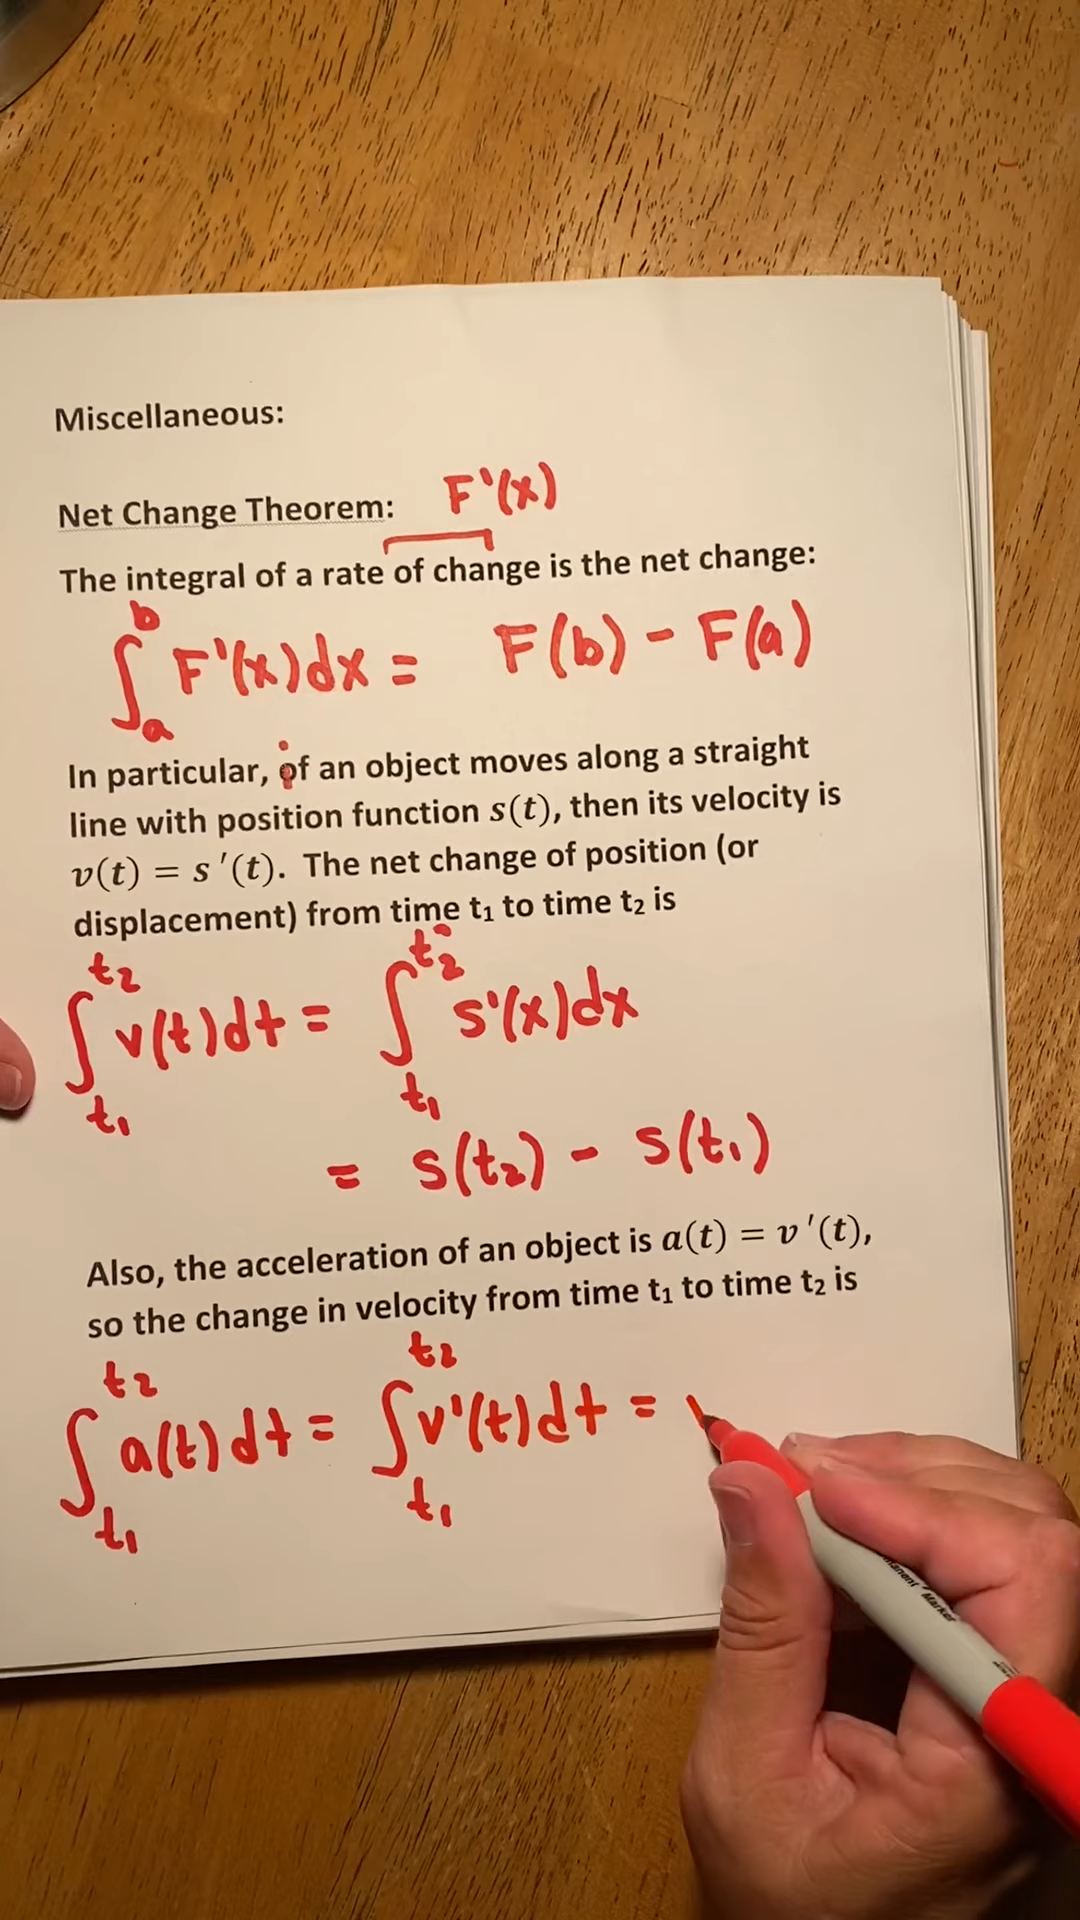 Miscellaneous:
Net Change Theorem: F'(x)
The integral of a rate of change is the net change:
∫ₐᵇ F'(x)dx = F(b) - F(a)
In particular, if an object moves along a straight
line with position function s(t), then its velocity is
v(t) = s'(t). The net change of position (or
displacement) from time t₁ to time t₂ is
∫ₜ₁ᵗ² v(t)dt = ∫ₜ₁ᵗ² s'(x)dx
= s(t₂) - s(t₁)
Also, the acceleration of an object is a(t) = v'(t),
so the change in velocity from time t₁ to time t₂ is
∫ₜ₁ᵗ² a(t)dt = ∫ₜ₁ᵗ² v'(t)dt =
Marker